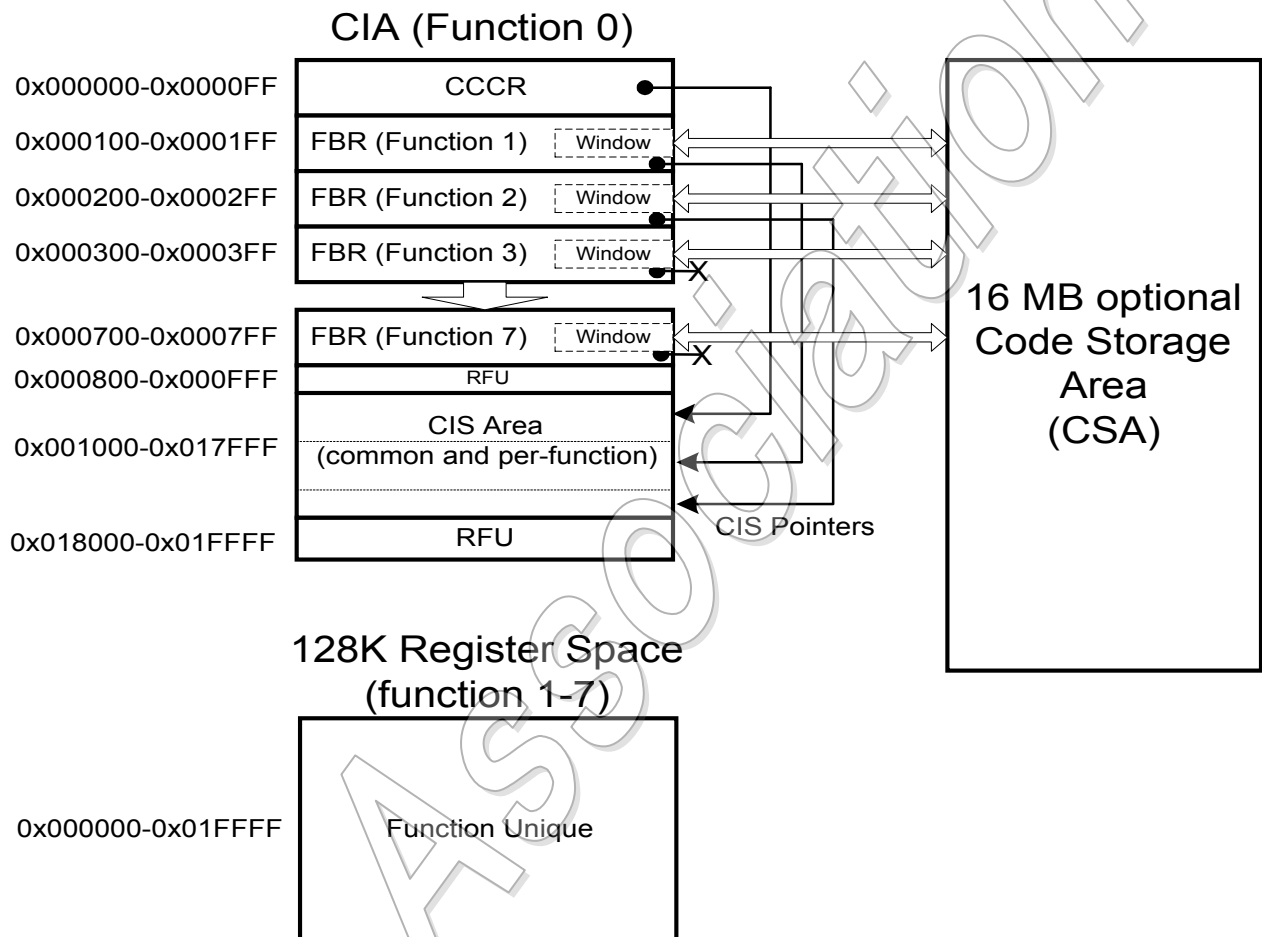 CIA (Function 0)
0x000000-0x0000FF
CCCR
0x000100-0x0001FF
FBR (Function 1)
Window
0x000200-0x0002FF
FBR (Function 2)
Window
0x000300-0x0003FF
FBR (Function 3)
Window
X
0x000700-0x0007FF
FBR (Function 7)
Window
X
0x000800-0x000FFF
RFU
0x001000-0x017FFF
CIS Area
(common and per-function)
0x018000-0x01FFFF
RFU
CIS Pointers
16 MB optional
Code Storage
Area
(CSA)
128K Register Space
(function 1-7)
0x000000-0x01FFFF
Function Unique
Association